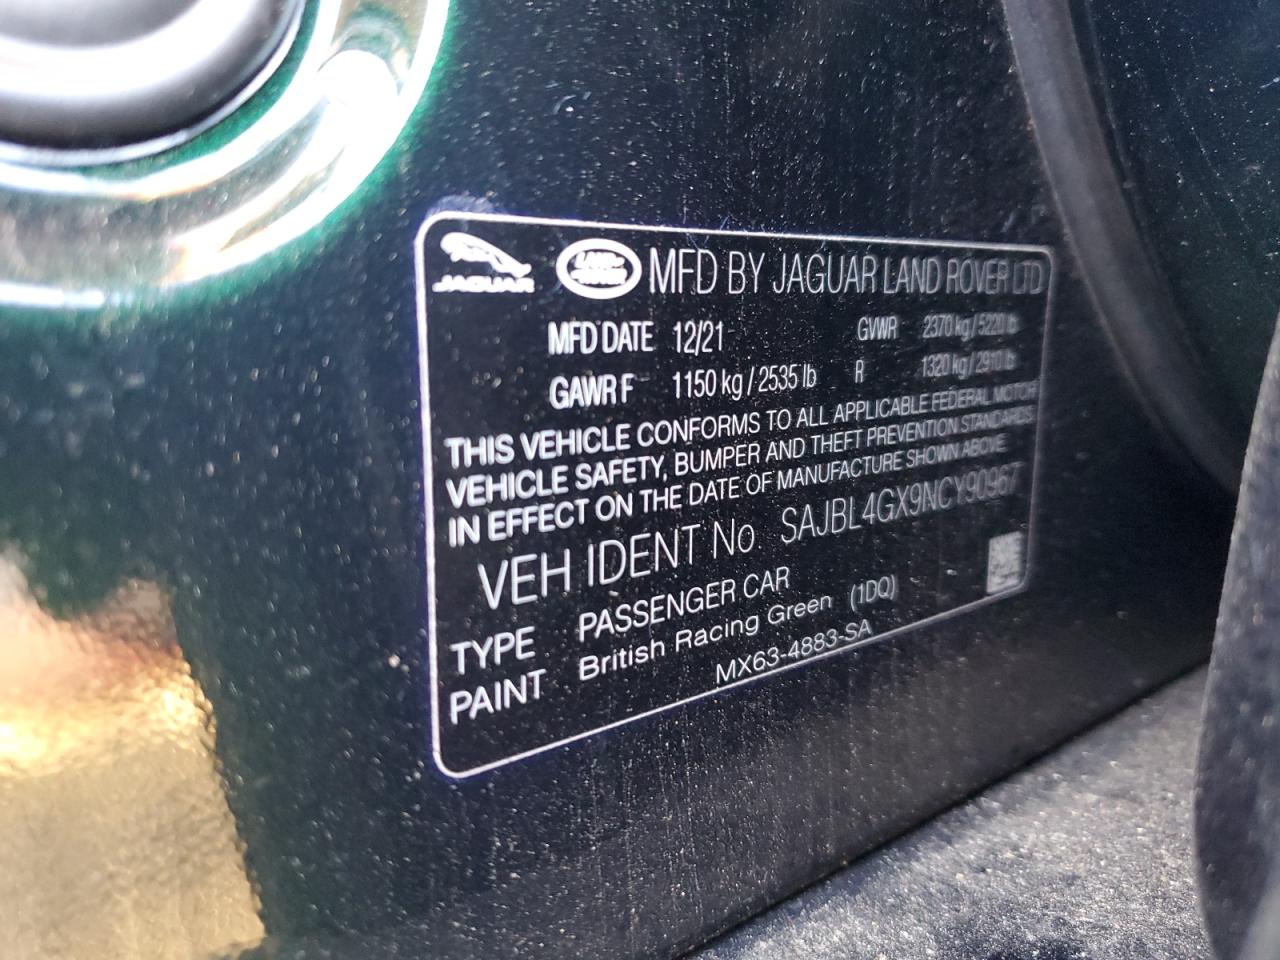 JAGUAR LAND ROVER MFD BY JAGUAR LAND ROVER LTD
MFD DATE 12/21 GVWR 2370 kg / 5220 lb
GAWR F 1150 kg / 2535 lb R 1320 kg / 2910 lb
THIS VEHICLE CONFORMS TO ALL APPLICABLE FEDERAL MOTOR
VEHICLE SAFETY, BUMPER AND THEFT PREVENTION STANDARDS
IN EFFECT ON THE DATE OF MANUFACTURE SHOWN ABOVE
VEH IDENT No. SAJBL4GX9NCY90967
TYPE PASSENGER CAR
PAINT British Racing Green (1DQ)
MX63-4883-SA